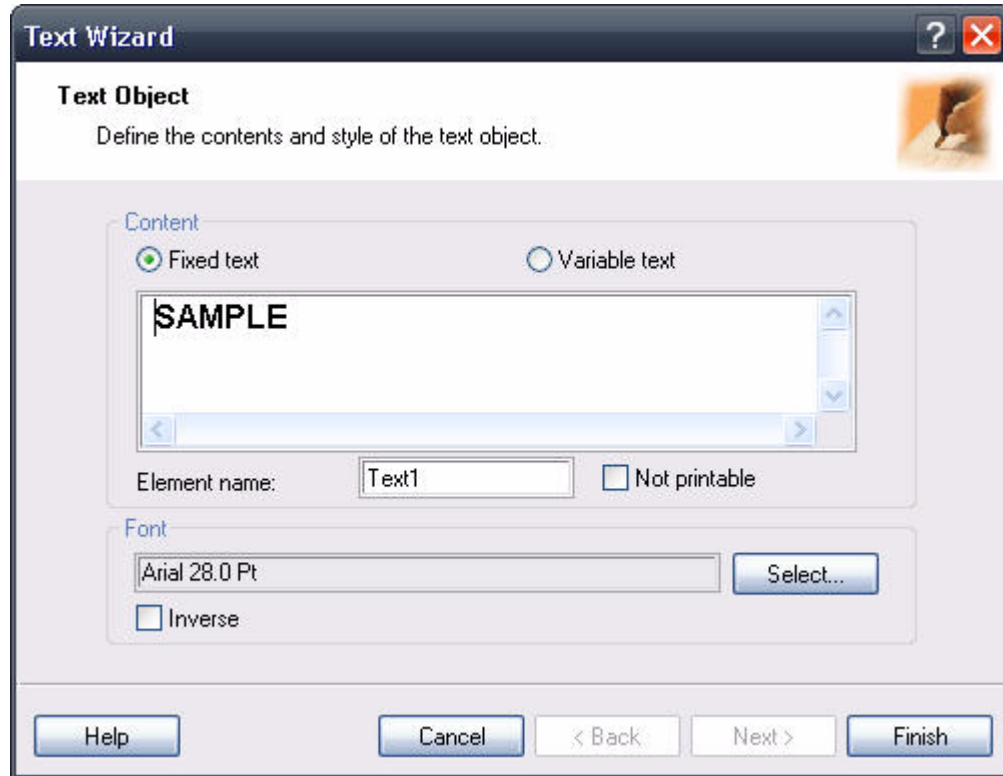 Text Wizard
?
Text Object
Define the contents and style of the text object.
Content
Fixed text Variable text
SAMPLE
Element name: Text1 Not printable
Font
Arial 28.0 Pt Select...
Inverse
Help Cancel < Back Next > Finish